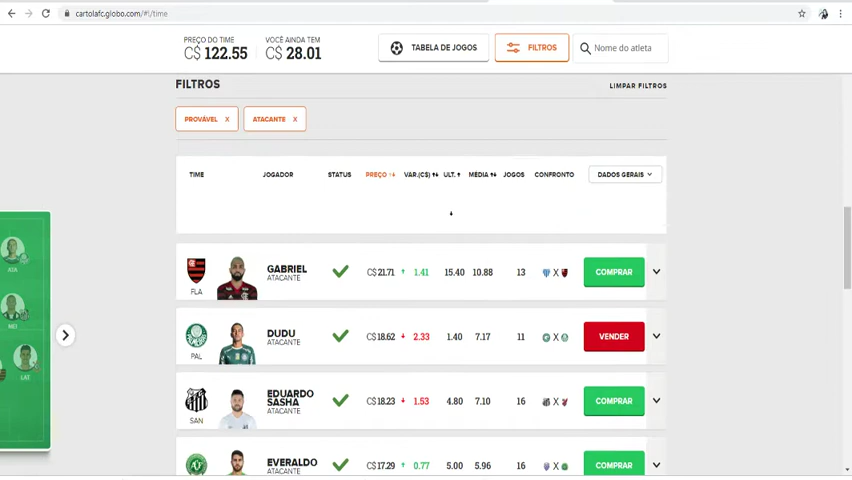 cartolafc.globo.com/#!/time
PREÇO DO TIME
C$ 122.55
VOCÊ AINDA TEM
C$ 28.01
TABELA DE JOGOS
FILTROS
Nome do atleta
FILTROS
LIMPAR FILTROS
PROVÁVEL X
ATACANTE X
TIME JOGADOR STATUS PREÇO VAR.(C$) ULT. MÉDIA JOGOS CONFRONTO DADOS GERAIS
FLA
GABRIEL
ATACANTE
C$ 21.71 1.41 15.40 10.88 13 X COMPRAR
PAL
DUDU
ATACANTE
C$ 18.62 2.33 1.40 7.17 11 X VENDER
SAN
EDUARDO
SASHA
ATACANTE
C$ 18.23 1.53 4.80 7.10 16 X COMPRAR
EVERALDO
ATACANTE
C$ 17.29 0.77 5.00 5.96 16 X COMPRAR
ATA
MEI
LAT